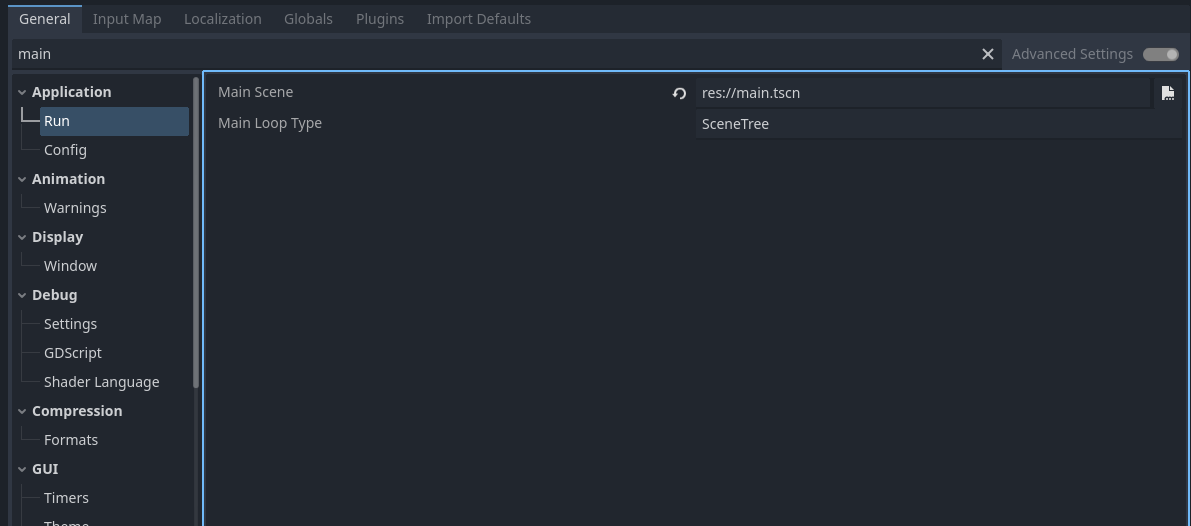 General Input Map Localization Globals Plugins Import Defaults
main Advanced Settings
Application
Run
Config
Animation
Warnings
Display
Window
Debug
Settings
GDScript
Shader Language
Compression
Formats
GUI
Timers
Theme
Main Scene res://main.tscn
Main Loop Type SceneTree